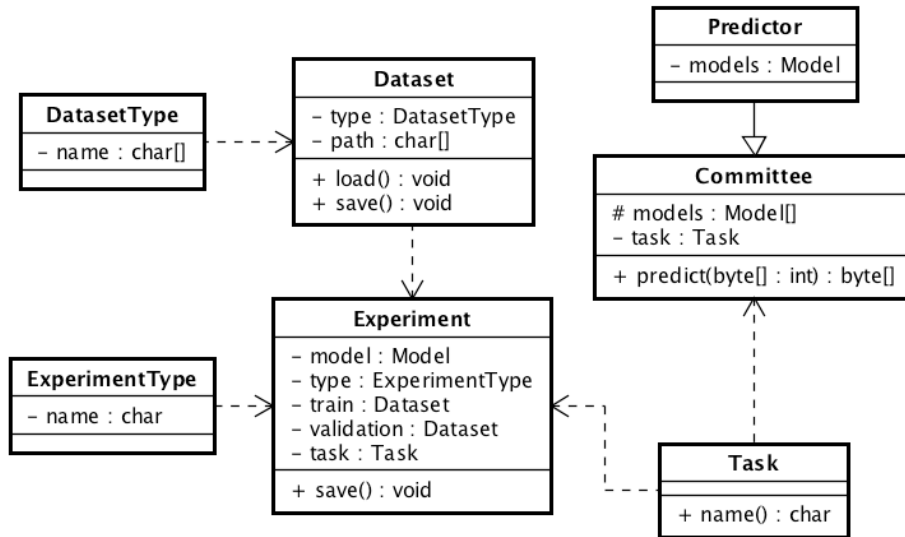 Predictor
– models : Model
Dataset
– type : DatasetType
– path : char[]
+ load() : void
+ save() : void
DatasetType
– name : char[]
Committee
# models : Model[]
– task : Task
+ predict(byte[] : int) : byte[]
Experiment
– model : Model
– type : ExperimentType
– train : Dataset
– validation : Dataset
– task : Task
+ save() : void
ExperimentType
– name : char
Task
+ name() : char